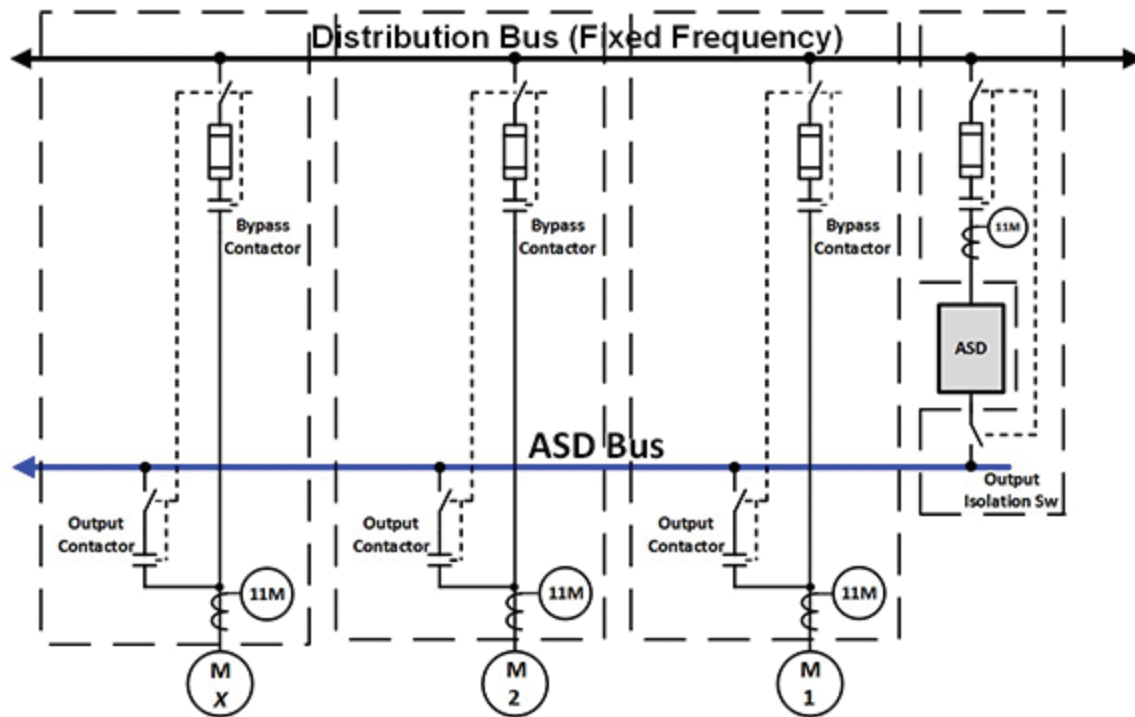 Distribution Bus (Fixed Frequency)
Bypass
Contactor
Bypass
Contactor
Bypass
Contactor
11M
ASD
ASD Bus
Output
Isolation Sw
Output
Contactor
Output
Contactor
Output
Contactor
11M
11M
11M
M
X
M
2
M
1